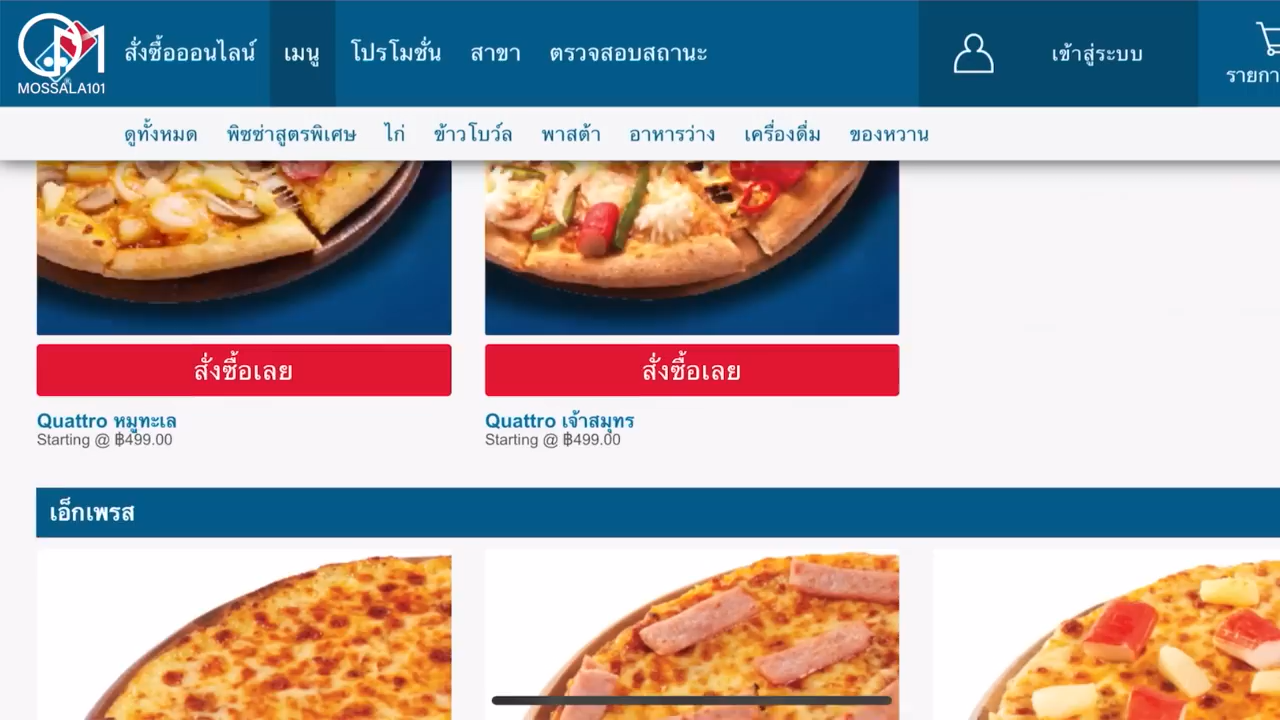 MOSSALA101
สั่งซื้อออนไลน์ เมนู โปรโมชั่น สาขา ตรวจสอบสถานะ เข้าสู่ระบบ
ดูทั้งหมด พิซซ่าสูตรพิเศษ ไก่ ข้าวโบว์ล พาสต้า อาหารว่าง เครื่องดื่ม ของหวาน
สั่งซื้อเลย สั่งซื้อเลย
Quattro หมูทะเล Quattro เจ้าสมุทร
Starting @ ฿499.00 Starting @ ฿499.00
เอ็กเพรส